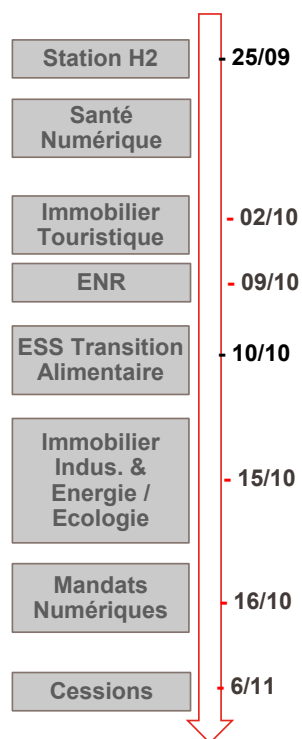 Station H2
- 25/09
Santé
Numérique
Immobilier
Touristique
- 02/10
ENR
- 09/10
ESS Transition
Alimentaire
- 10/10
Immobilier
Indus. &
Energie /
Ecologie
- 15/10
Mandats
Numériques
- 16/10
Cessions
- 6/11